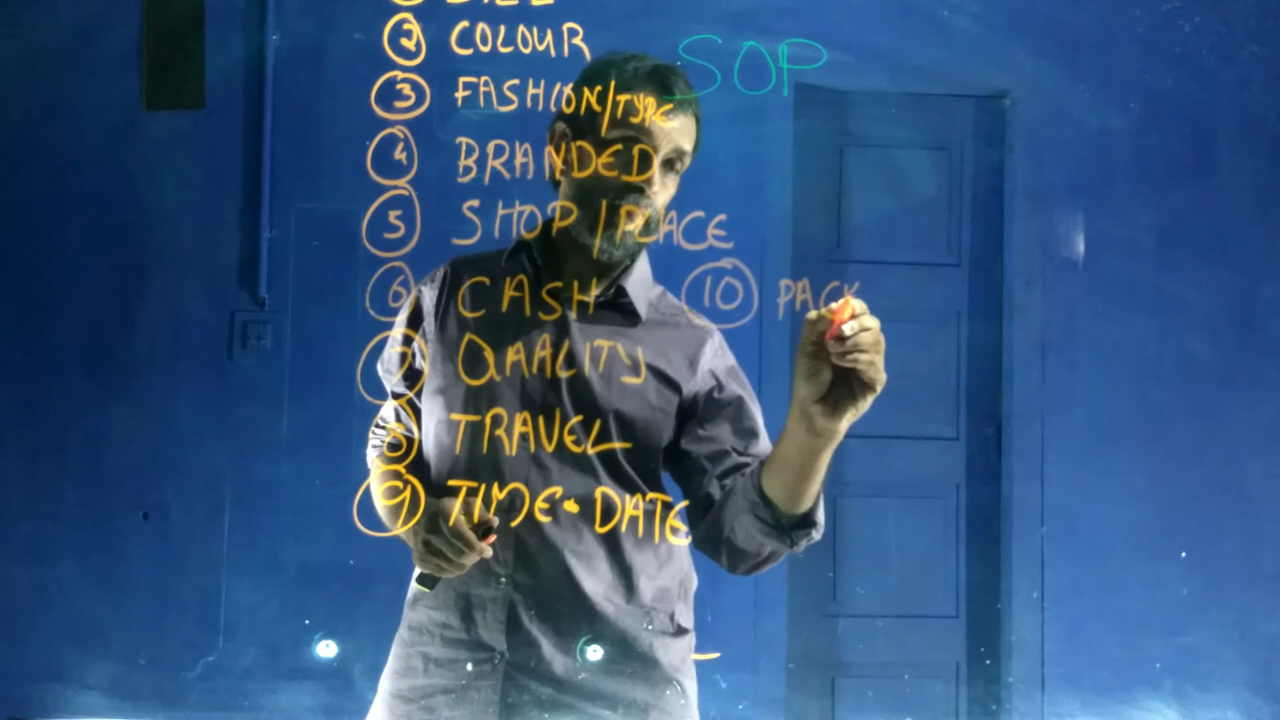 ② COLOUR
SOP
③ FASHION/TYPE
④ BRANDED
⑤ SHOP / PLACE
⑥ CASH
⑩ PACK
⑦ QAALITY
⑧ TRAVEL
⑨ TIME • DATE